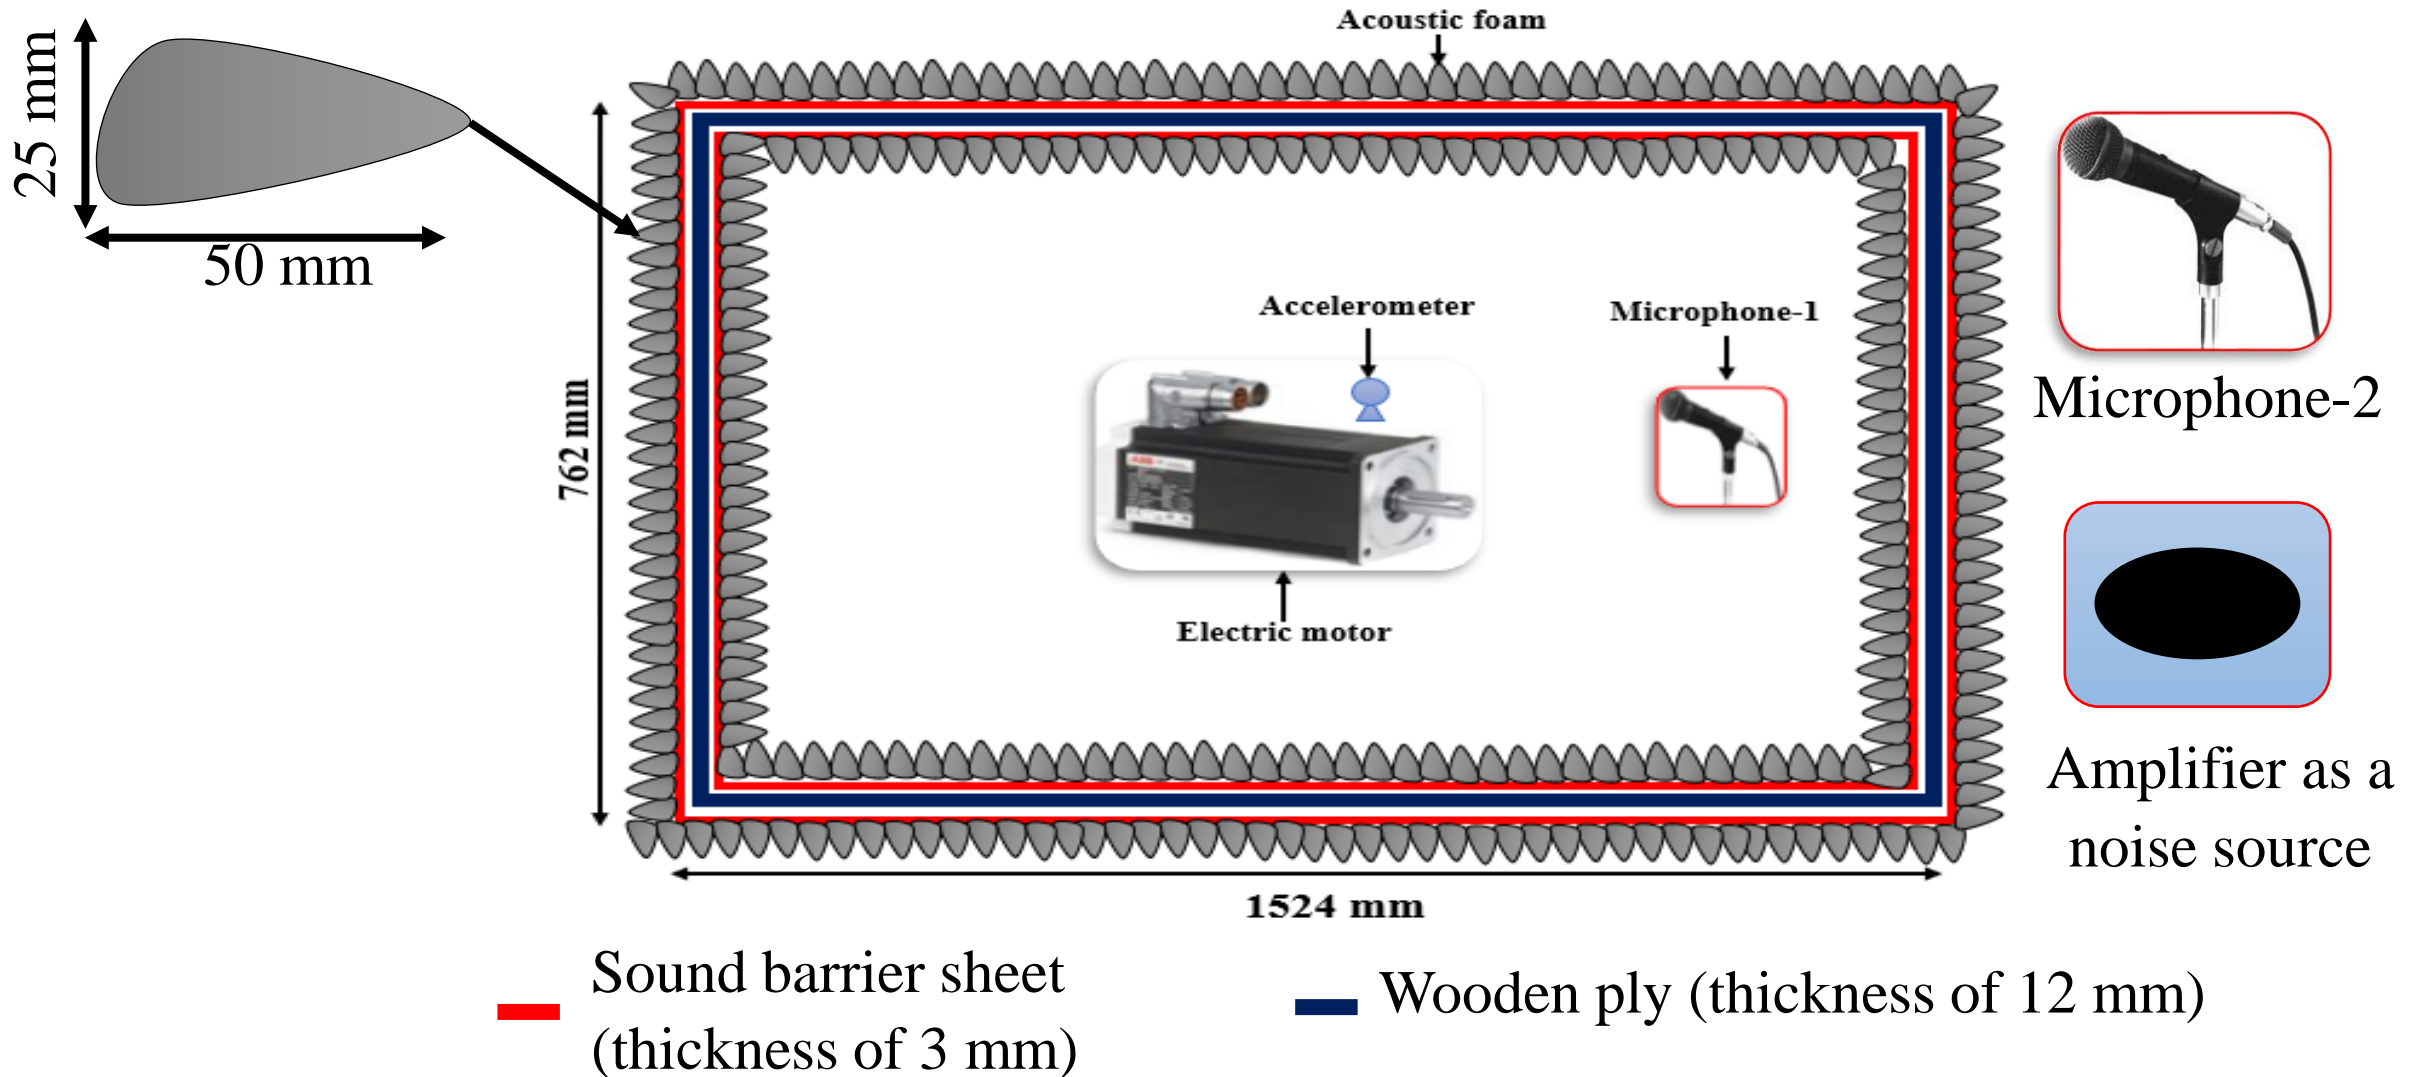 Acoustic foam
25 mm
50 mm
762 mm
Accelerometer
Microphone-1
Microphone-2
Electric motor
Amplifier as a
noise source
1524 mm
Sound barrier sheet
(thickness of 3 mm)
Wooden ply (thickness of 12 mm)
ABB